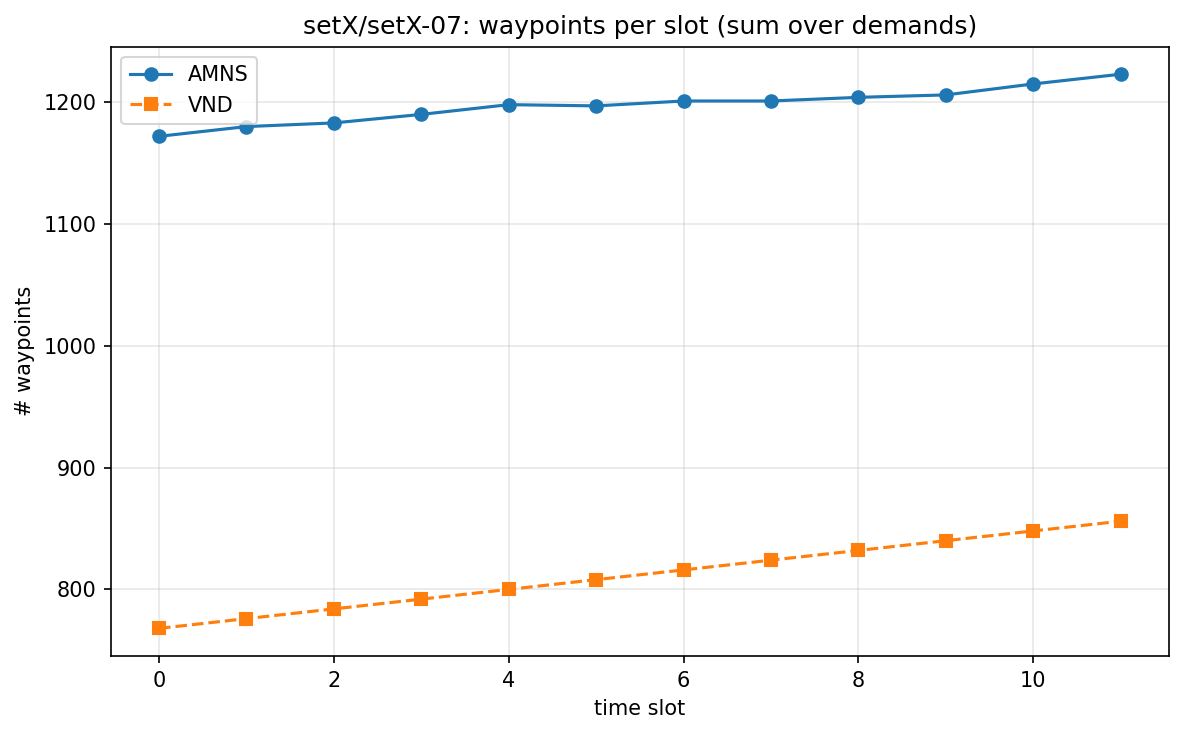 setX/setX-07: waypoints per slot (sum over demands)
AMNS
VND
# waypoints
1200
1100
1000
900
800
0 2 4 6 8 10
time slot